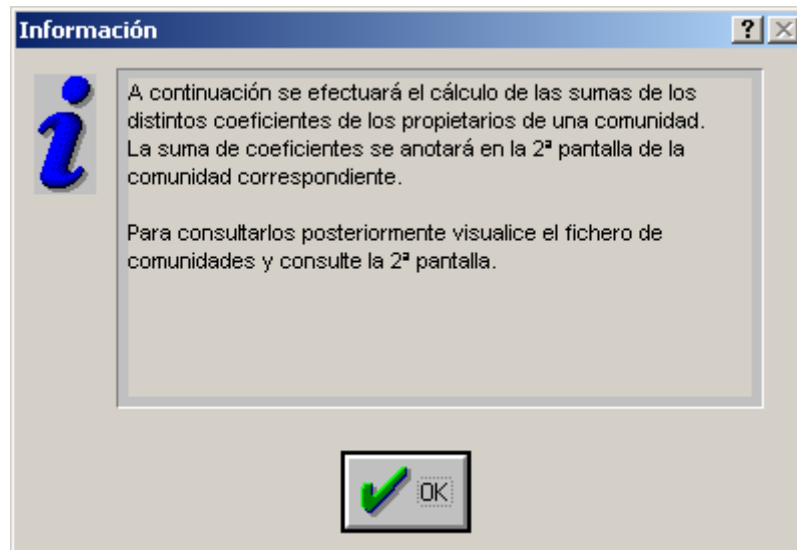 Información
A continuación se efectuará el cálculo de las sumas de los
distintos coeficientes de los propietarios de una comunidad.
La suma de coeficientes se anotará en la 2ª pantalla de la
comunidad correspondiente.
Para consultarlos posteriormente visualice el fichero de
comunidades y consulte la 2ª pantalla.
OK